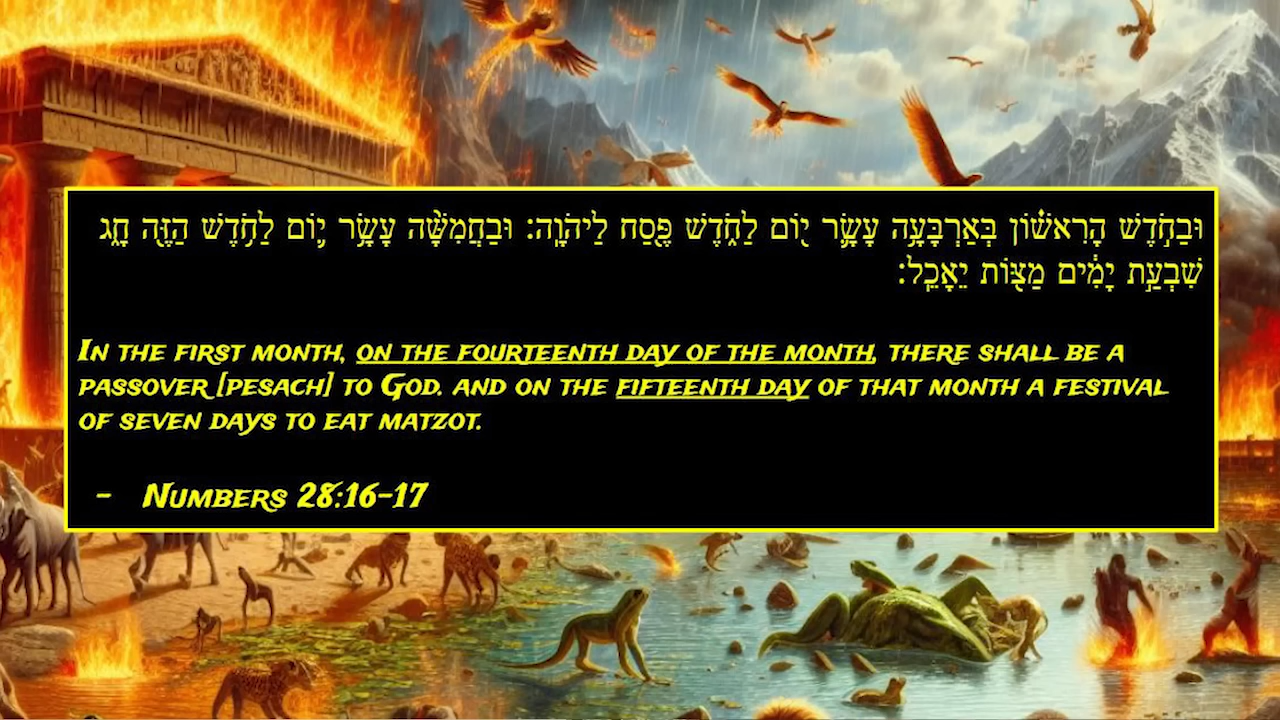 וּבַחֹ֣דֶשׁ הָרִאשׁ֗וֹן בְּאַרְבָּעָ֥ה עָשָׂ֛ר י֖וֹם לַחֹ֑דֶשׁ פֶּ֖סַח לַיהֹוָֽה׃ וּבַחֲמִשָּׁ֨ה עָשָׂ֥ר י֛וֹם לַחֹ֥דֶשׁ הַזֶּ֖ה חָ֑ג
שִׁבְעַ֣ת יָמִ֔ים מַצּ֖וֹת יֵאָכֵֽל׃
In the first month, on the fourteenth day of the month, there shall be a
passover [pesach] to God. and on the fifteenth day of that month a festival
of seven days to eat matzot.
- Numbers 28:16-17